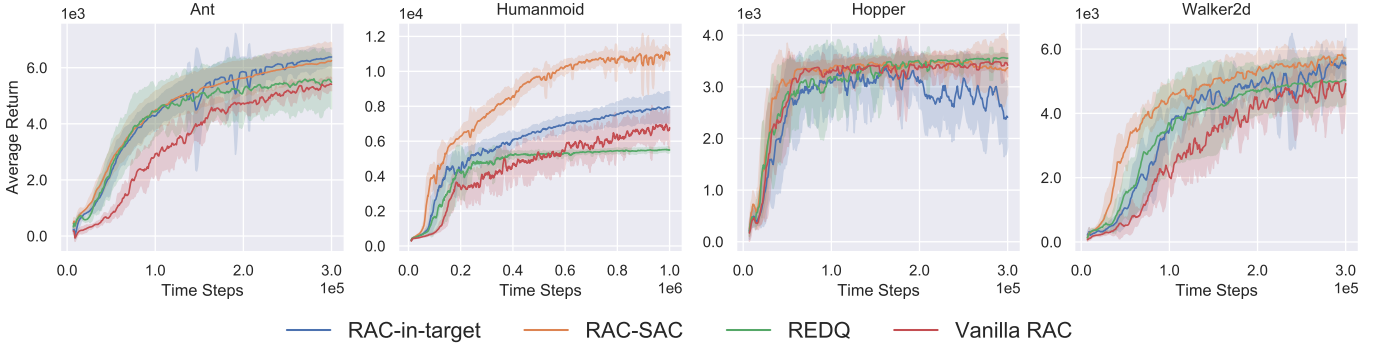 Ant
1e3
6.0
4.0
2.0
0.0
Average Return
0.0 1.0 2.0 3.0
Time Steps
1e5
Humanmoid
1e4
1.2
1.0
0.8
0.6
0.4
0.2
0.0
0.0 0.2 0.4 0.6 0.8 1.0
Time Steps
1e6
Hopper
1e3
4.0
3.0
2.0
1.0
0.0
0.0 1.0 2.0 3.0
Time Steps
1e5
Walker2d
1e3
6.0
4.0
2.0
0.0
0.0 1.0 2.0 3.0
Time Steps
1e5
RAC-in-target RAC-SAC REDQ Vanilla RAC